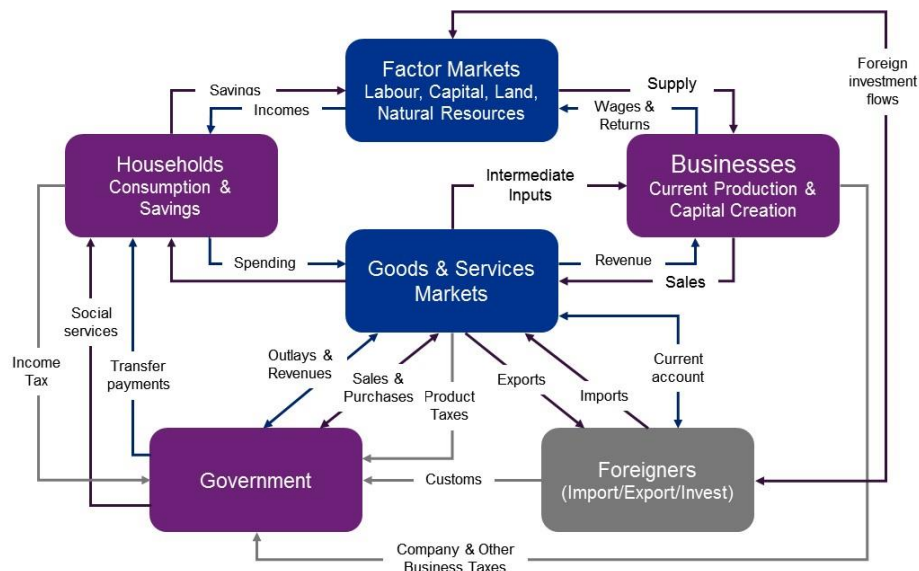 Factor Markets
Labour, Capital, Land,
Natural Resources
Foreign
investment
flows
Savings
Incomes
Supply
Wages &
Returns
Households
Consumption &
Savings
Intermediate
Inputs
Businesses
Current Production &
Capital Creation
Spending
Goods & Services
Markets
Revenue
Sales
Social
services
Income
Tax
Transfer
payments
Outlays &
Revenues
Sales &
Purchases
Product
Taxes
Exports
Imports
Current
account
Government
Customs
Foreigners
(Import/Export/Invest)
Company & Other
Business Taxes